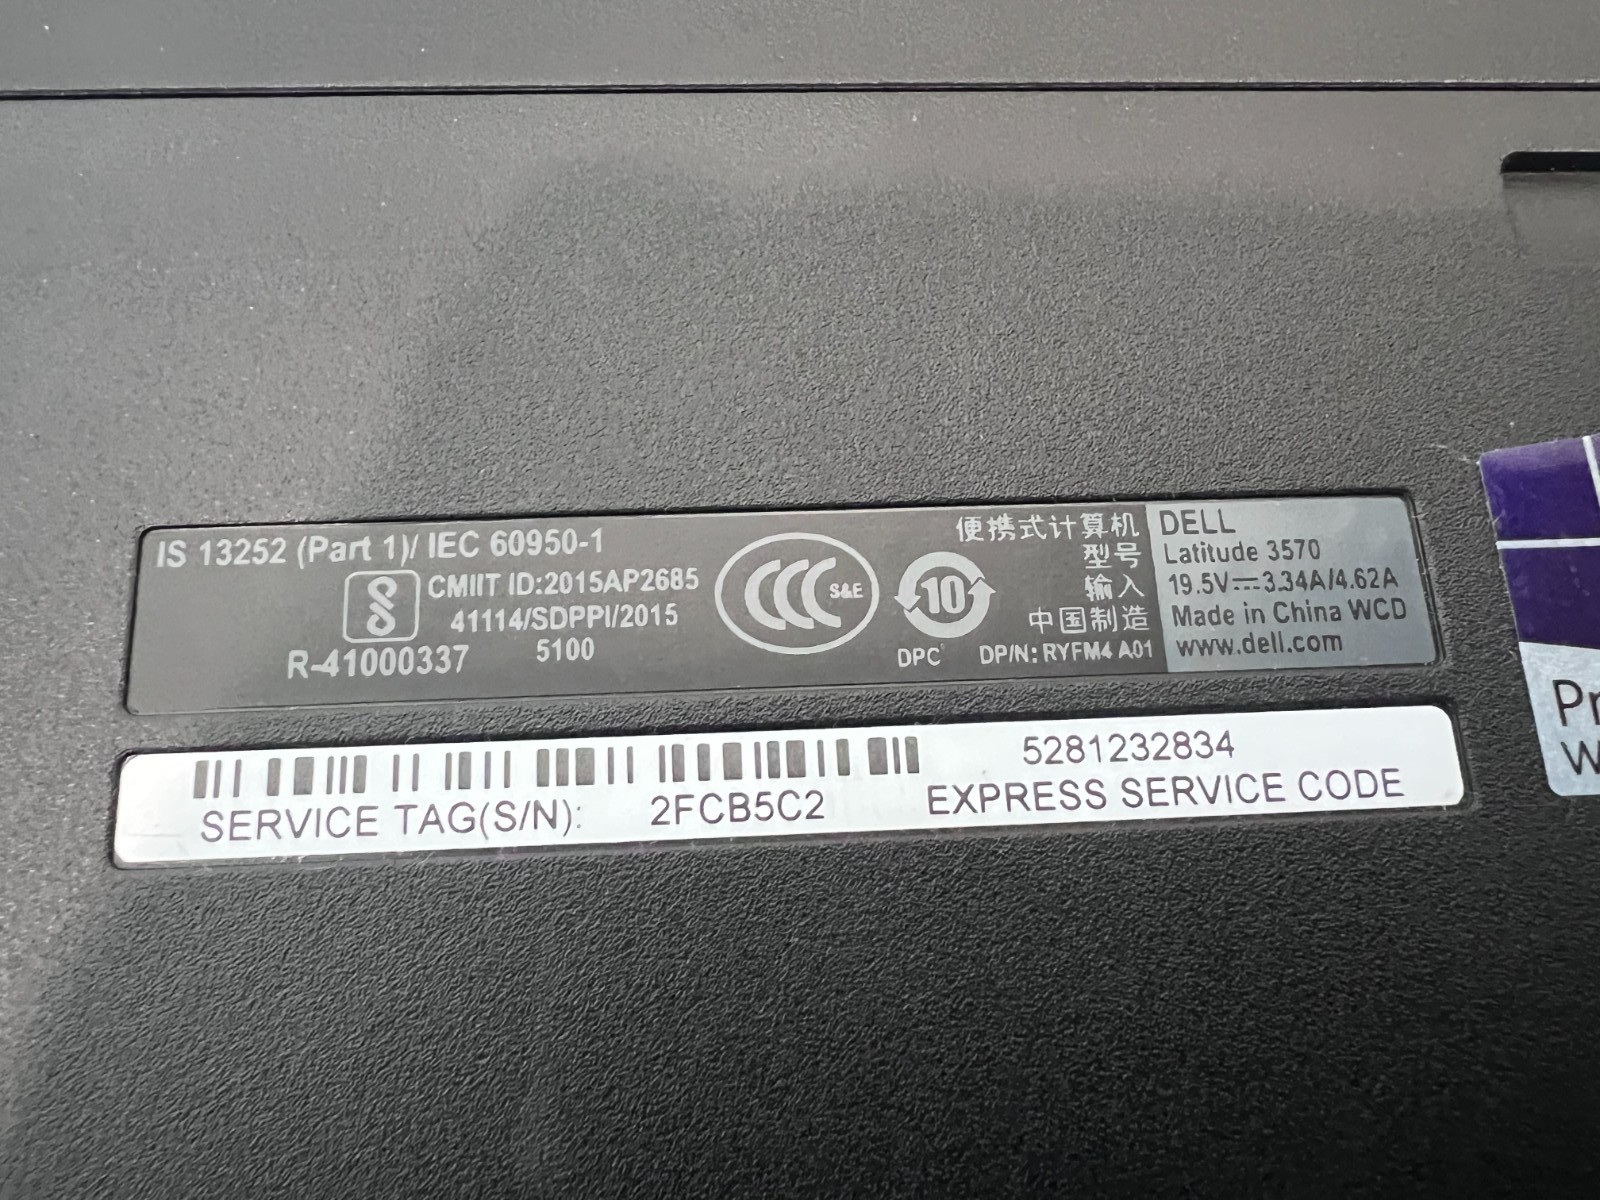 IS 13252 (Part 1)/ IEC 60950-1
CMIIT ID:2015AP2685
41114/SDPPI/2015
5100
R-41000337
CCC S&E
10
DPC
便携式计算机
型号
输入
中国制造
DP/N: RYFM4 A01
DELL
Latitude 3570
19.5V⎓3.34A/4.62A
Made in China WCD
www.dell.com
SERVICE TAG(S/N): 2FCB5C2
5281232834
EXPRESS SERVICE CODE